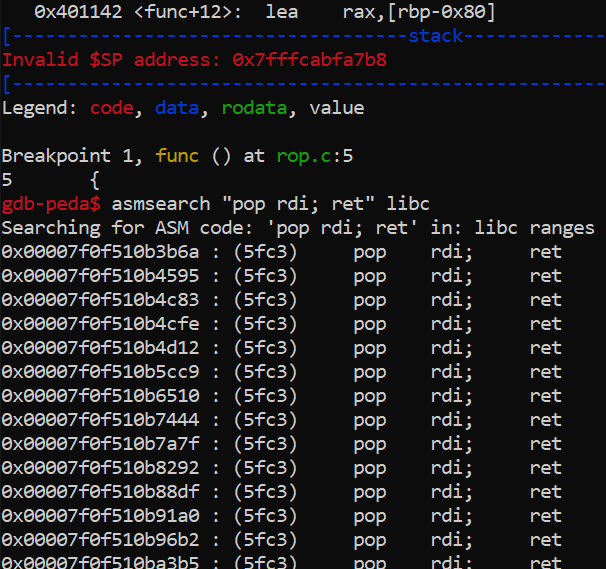 0x401142 <func+12>: lea rax,[rbp-0x80]
[----------------------------------stack-------------
Invalid $SP address: 0x7fffcabfa7b8
[---------------------------------------------------
Legend: code, data, rodata, value
Breakpoint 1, func () at rop.c:5
5 {
gdb-peda$ asmsearch "pop rdi; ret" libc
Searching for ASM code: 'pop rdi; ret' in: libc ranges
0x00007f0f510b3b6a : (5fc3) pop rdi; ret
0x00007f0f510b4595 : (5fc3) pop rdi; ret
0x00007f0f510b4c83 : (5fc3) pop rdi; ret
0x00007f0f510b4cfe : (5fc3) pop rdi; ret
0x00007f0f510b4d12 : (5fc3) pop rdi; ret
0x00007f0f510b5cc9 : (5fc3) pop rdi; ret
0x00007f0f510b6510 : (5fc3) pop rdi; ret
0x00007f0f510b7444 : (5fc3) pop rdi; ret
0x00007f0f510b7a7f : (5fc3) pop rdi; ret
0x00007f0f510b8292 : (5fc3) pop rdi; ret
0x00007f0f510b88df : (5fc3) pop rdi; ret
0x00007f0f510b91a0 : (5fc3) pop rdi; ret
0x00007f0f510b96b2 : (5fc3) pop rdi; ret
0x00007f0f510ba3b5 : (5fc3) pop rdi; ret